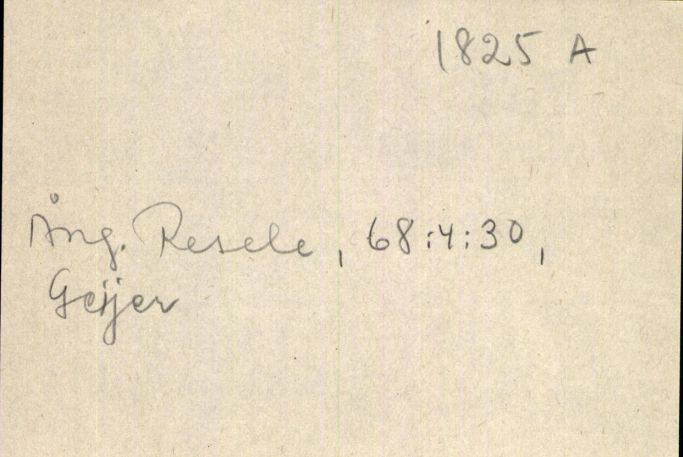 1825 A
Ång. Resele, 68:4:30,
Geijer